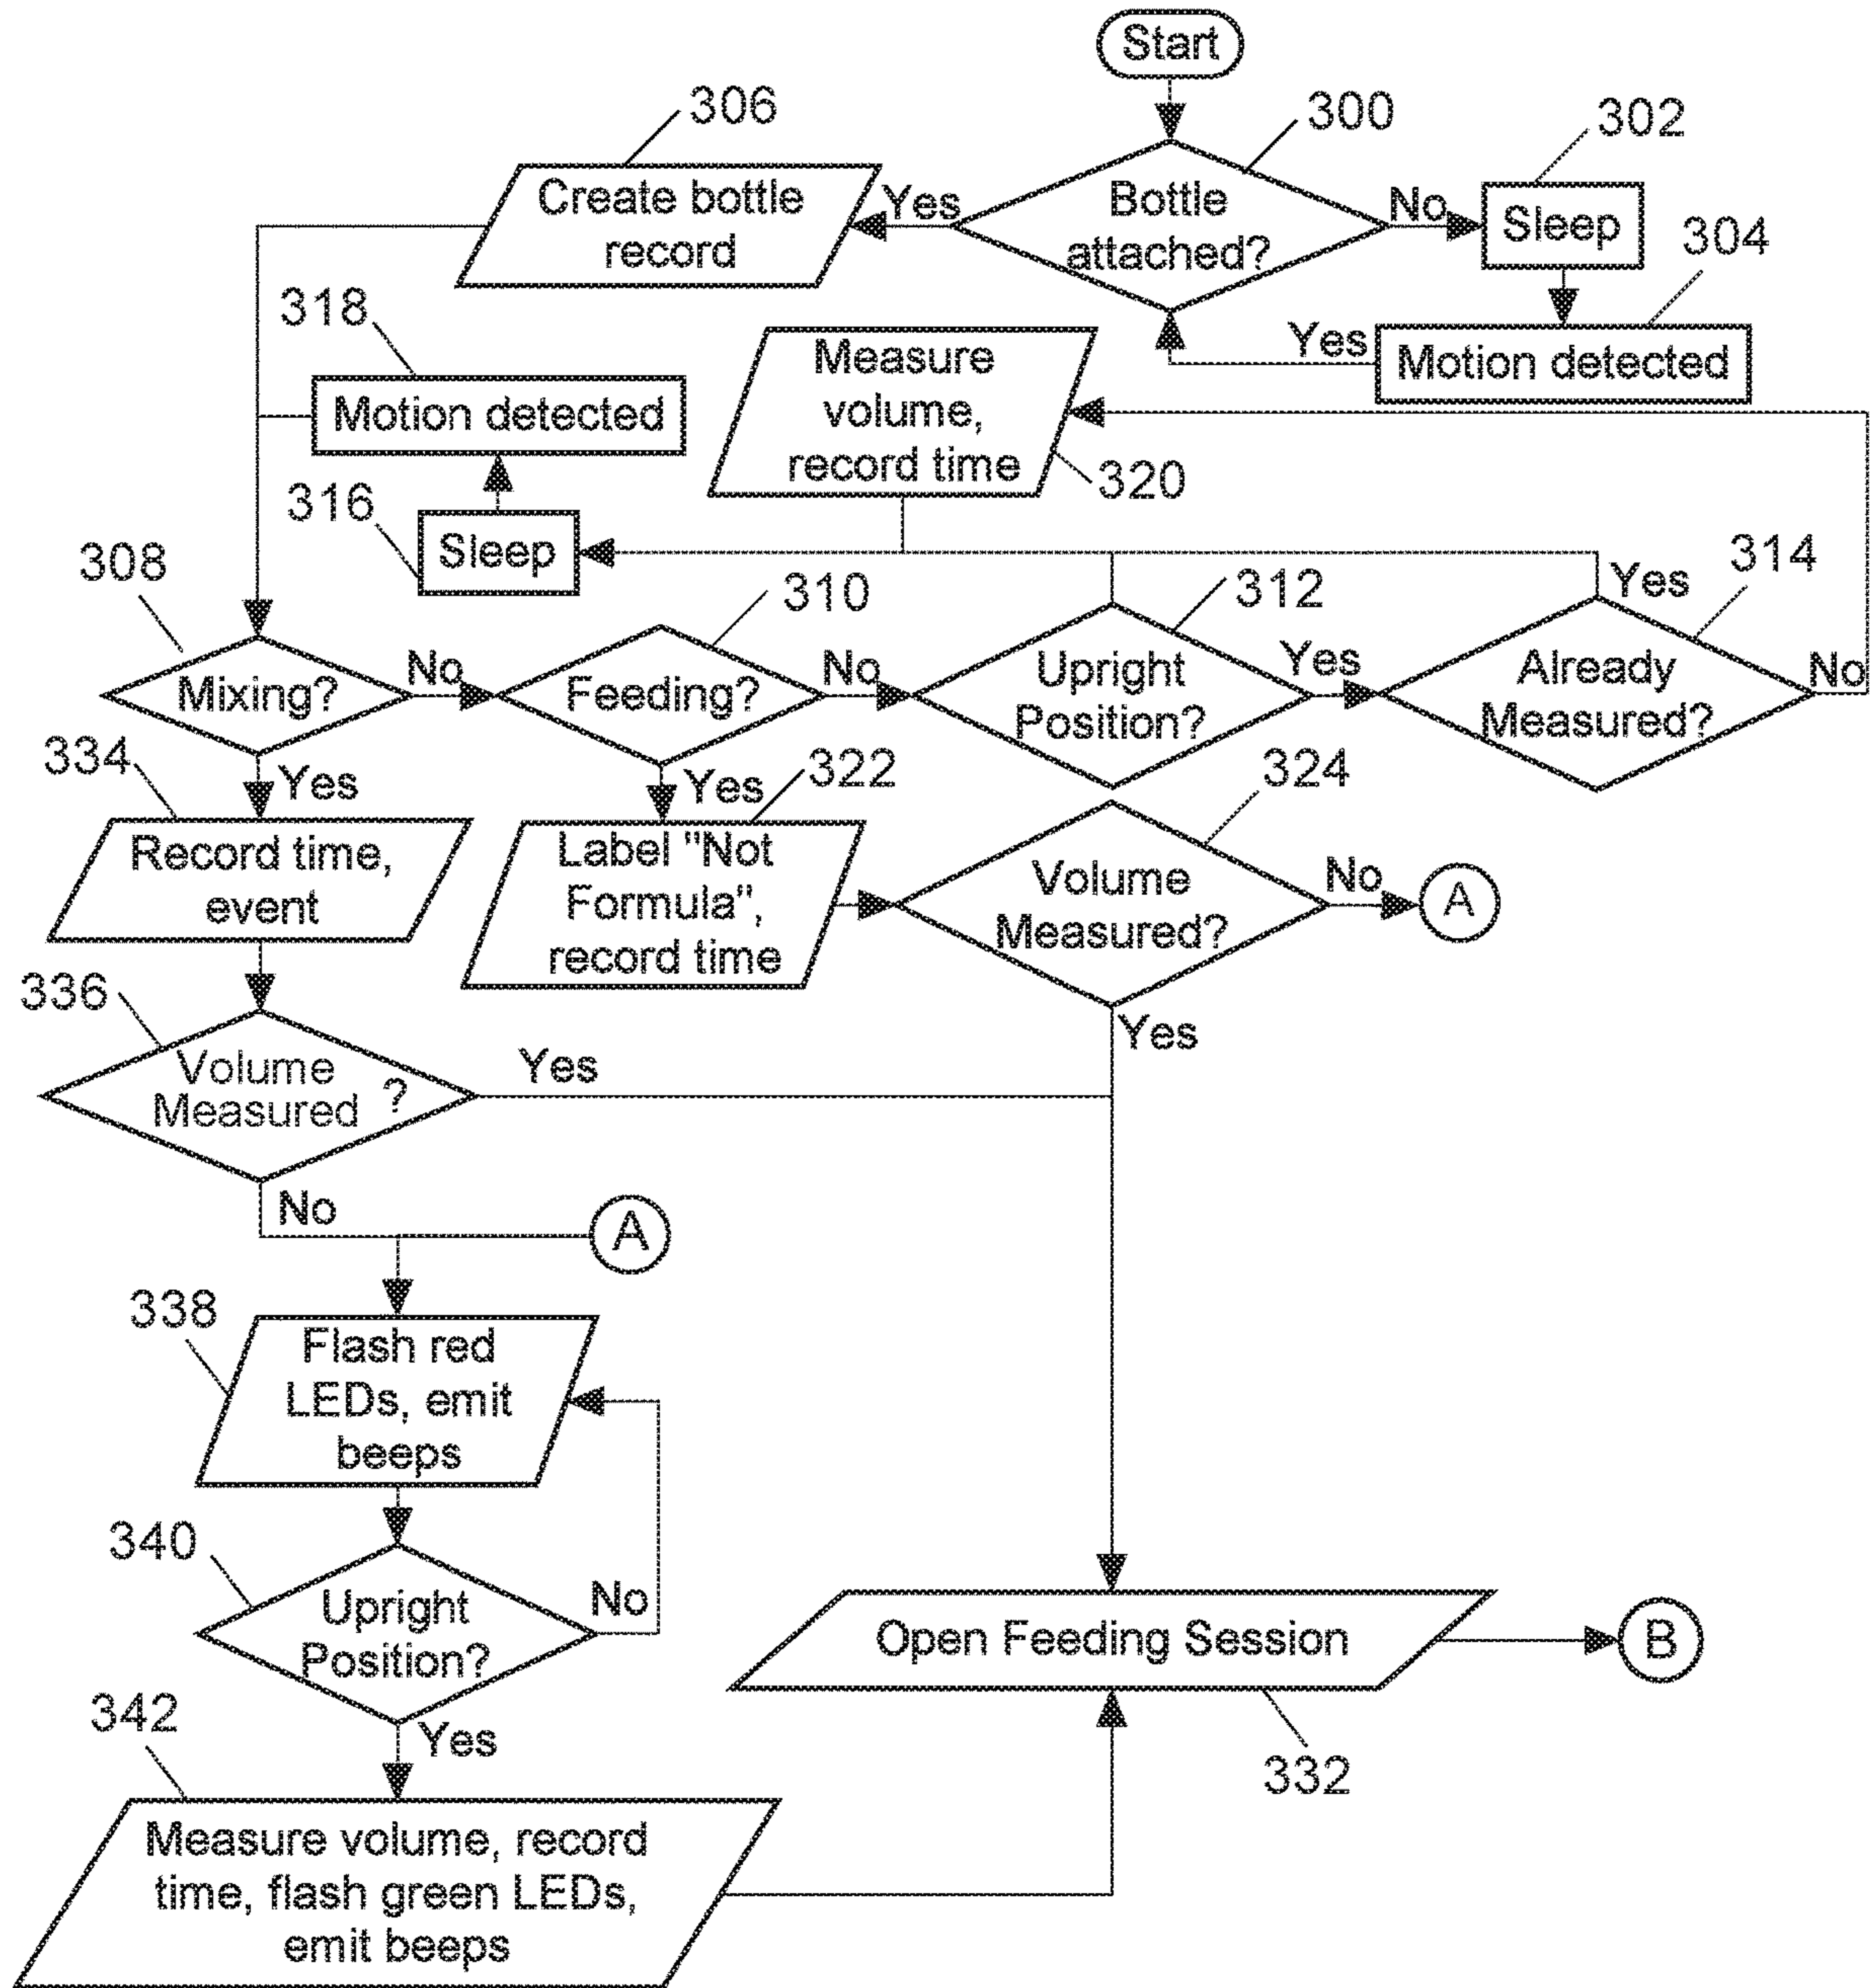 Start
306
300
302
Create bottle
record
Yes
Bottle
attached?
No
Sleep
304
318
Measure
volume,
record time
Yes
Motion detected
Motion detected
320
316
Sleep
308
310
312
Yes
314
Mixing?
No
Feeding?
No
Upright
Position?
Yes
Already
Measured?
No
334
Yes
Yes
322
324
Record time,
event
Label "Not
Formula",
record time
Volume
Measured?
No
A
336
Yes
Volume
Measured ?
Yes
No
A
338
Flash red
LEDs, emit
beeps
340
Upright
Position?
No
Open Feeding Session
B
342
Yes
332
Measure volume, record
time, flash green LEDs,
emit beeps